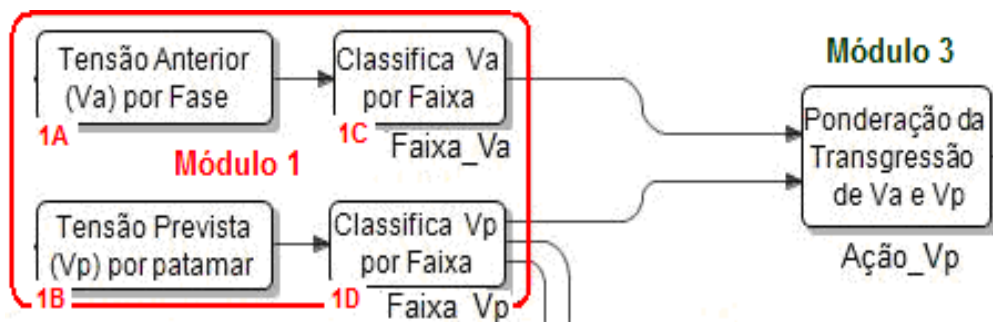 Tensão Anterior
(Va) por Fase
1A
Classifica Va
por Faixa
1C
Faixa_Va
Módulo 1
Tensão Prevista
(Vp) por patamar
1B
Classifica Vp
por Faixa
1D
Faixa_Vp
Módulo 3
Ponderação da
Transgressão
de Va e Vp
Ação_Vp